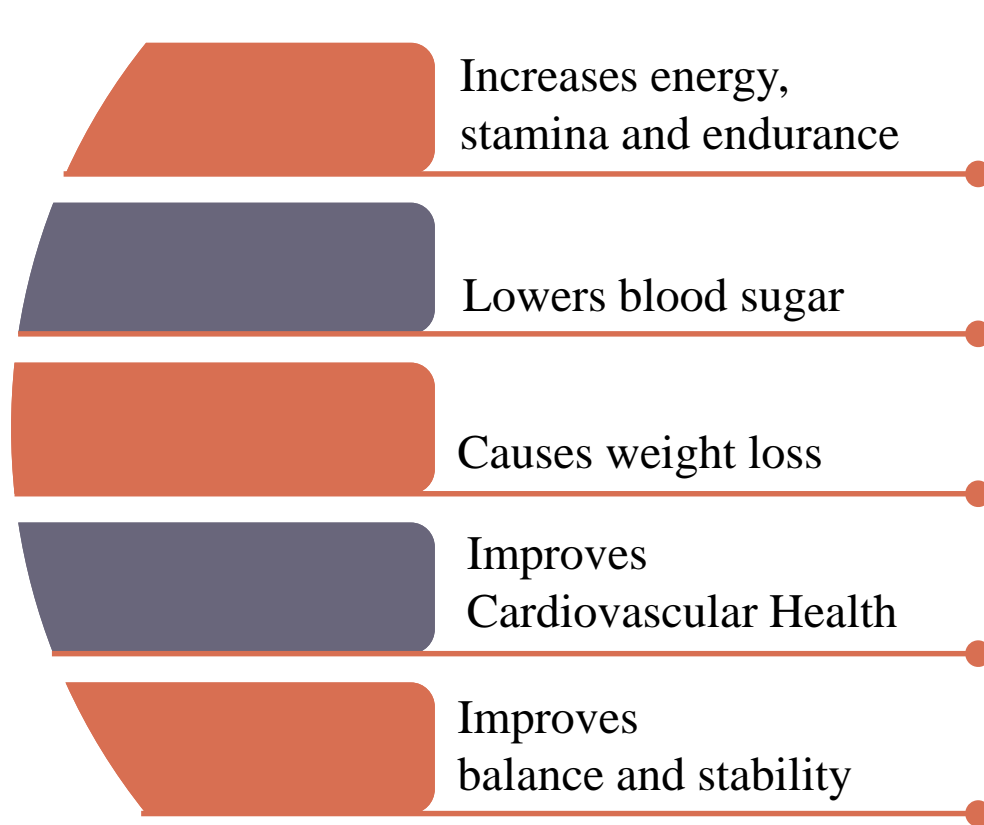 Increases energy,
stamina and endurance
Lowers blood sugar
Causes weight loss
Improves
Cardiovascular Health
Improves
balance and stability